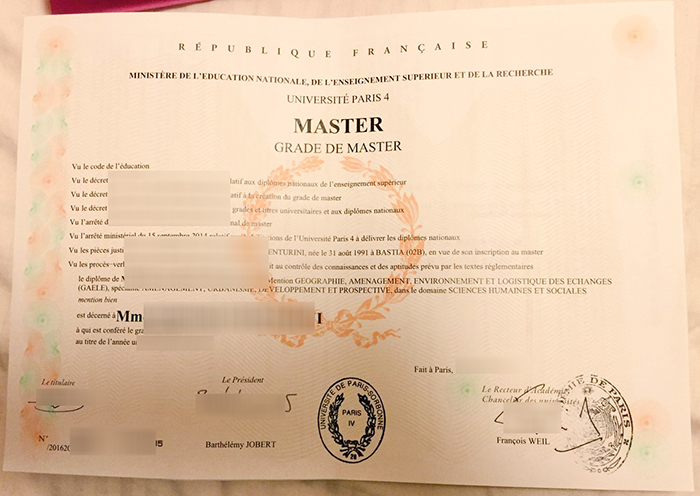 RÉPUBLIQUE FRANÇAISE
MINISTÈRE DE L'EDUCATION NATIONALE, DE L'ENSEIGNEMENT SUPERIEUR ET DE LA RECHERCHE
UNIVERSITÉ PARIS 4
MASTER
GRADE DE MASTER
Vu le code de l'éducation
Vu le décret relatif aux diplômes nationaux de l'enseignement supérieur
Vu le décret à la création du grade de master
Vu le décret grades et titres universitaires et aux diplômes nationaux
Vu l'arrêté de master
Vu l'arrêté ministériel du 15 septembre 2014 de l'Université Paris 4 à délivrer les diplômes nationaux
Vu les pièces ENTURINI, née le 31 août 1991 à BASTIA (02B), en vue de son inscription au master
Vu les procès-verb et au contrôle des connaissances et des aptitudes prévu par les textes réglementaires
le diplôme de Mention GEOGRAPHIE, AMENAGEMENT, ENVIRONNEMENT ET LOGISTIQUE DES ECHANGES
(GAELE), spécialité AMENAGEMENT, URBANISME, DEVELOPPEMENT ET PROSPECTIVE, dans le domaine SCIENCES HUMAINES ET SOCIALES
mention bien
est décerné à Mm I
à qui est conféré le gra
au titre de l'année un
Fait à Paris,
Le titulaire
Le Président
Le Recteur d'Académie
Chancelier des universités
UNIVERSITÉ DE PARIS-SORBONNE
PARIS
IV
N°
/20162
Barthélémy JOBERT
François WEIL
DE PARIS